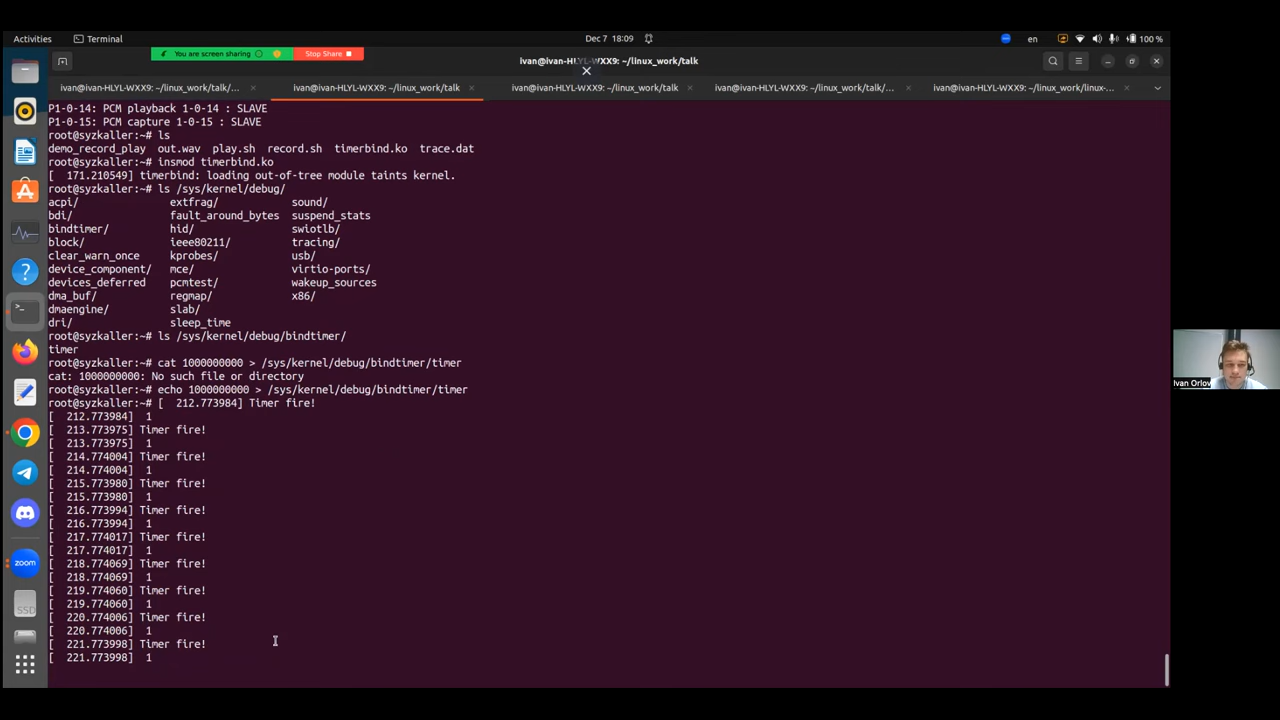 Activities
Terminal
Dec 7 18:09
en
100 %
You are screen sharing
Stop Share
ivan@ivan-HLYL-WXX9: ~/linux_work/talk
ivan@ivan-HLYL-WXX9: ~/linux_work/talk/...
ivan@ivan-HLYL-WXX9: ~/linux_work/talk
ivan@ivan-HLYL-WXX9: ~/linux_work/talk
ivan@ivan-HLYL-WXX9: ~/linux_work/talk/...
ivan@ivan-HLYL-WXX9: ~/linux_work/linux-...
P1-0-14: PCM playback 1-0-14 : SLAVE
P1-0-15: PCM capture 1-0-15 : SLAVE
root@syzkaller:~# ls
demo_record_play out.wav play.sh record.sh timerbind.ko trace.dat
root@syzkaller:~# insmod timerbind.ko
[ 171.210549] timerbind: loading out-of-tree module taints kernel.
root@syzkaller:~# ls /sys/kernel/debug/
acpi/ extfrag/ sound/
bdi/ fault_around_bytes suspend_stats
bindtimer/ hid/ swiotlb/
block/ ieee80211/ tracing/
clear_warn_once kprobes/ usb/
device_component/ mce/ virtio-ports/
devices_deferred pcmtest/ wakeup_sources
dma_buf/ regmap/ x86/
dmaengine/ slab/
dri/ sleep_time
root@syzkaller:~# ls /sys/kernel/debug/bindtimer/
timer
root@syzkaller:~# cat 1000000000 > /sys/kernel/debug/bindtimer/timer
cat: 1000000000: No such file or directory
root@syzkaller:~# echo 1000000000 > /sys/kernel/debug/bindtimer/timer
root@syzkaller:~# [ 212.773984] Timer fire!
[ 212.773984] 1
[ 213.773975] Timer fire!
[ 213.773975] 1
[ 214.774004] Timer fire!
[ 214.774004] 1
[ 215.773980] Timer fire!
[ 215.773980] 1
[ 216.773994] Timer fire!
[ 216.773994] 1
[ 217.774017] Timer fire!
[ 217.774017] 1
[ 218.774069] Timer fire!
[ 218.774069] 1
[ 219.774060] Timer fire!
[ 219.774060] 1
[ 220.774006] Timer fire!
[ 220.774006] 1
[ 221.773998] Timer fire!
[ 221.773998] 1
zoom
SSD
Ivan Orlov